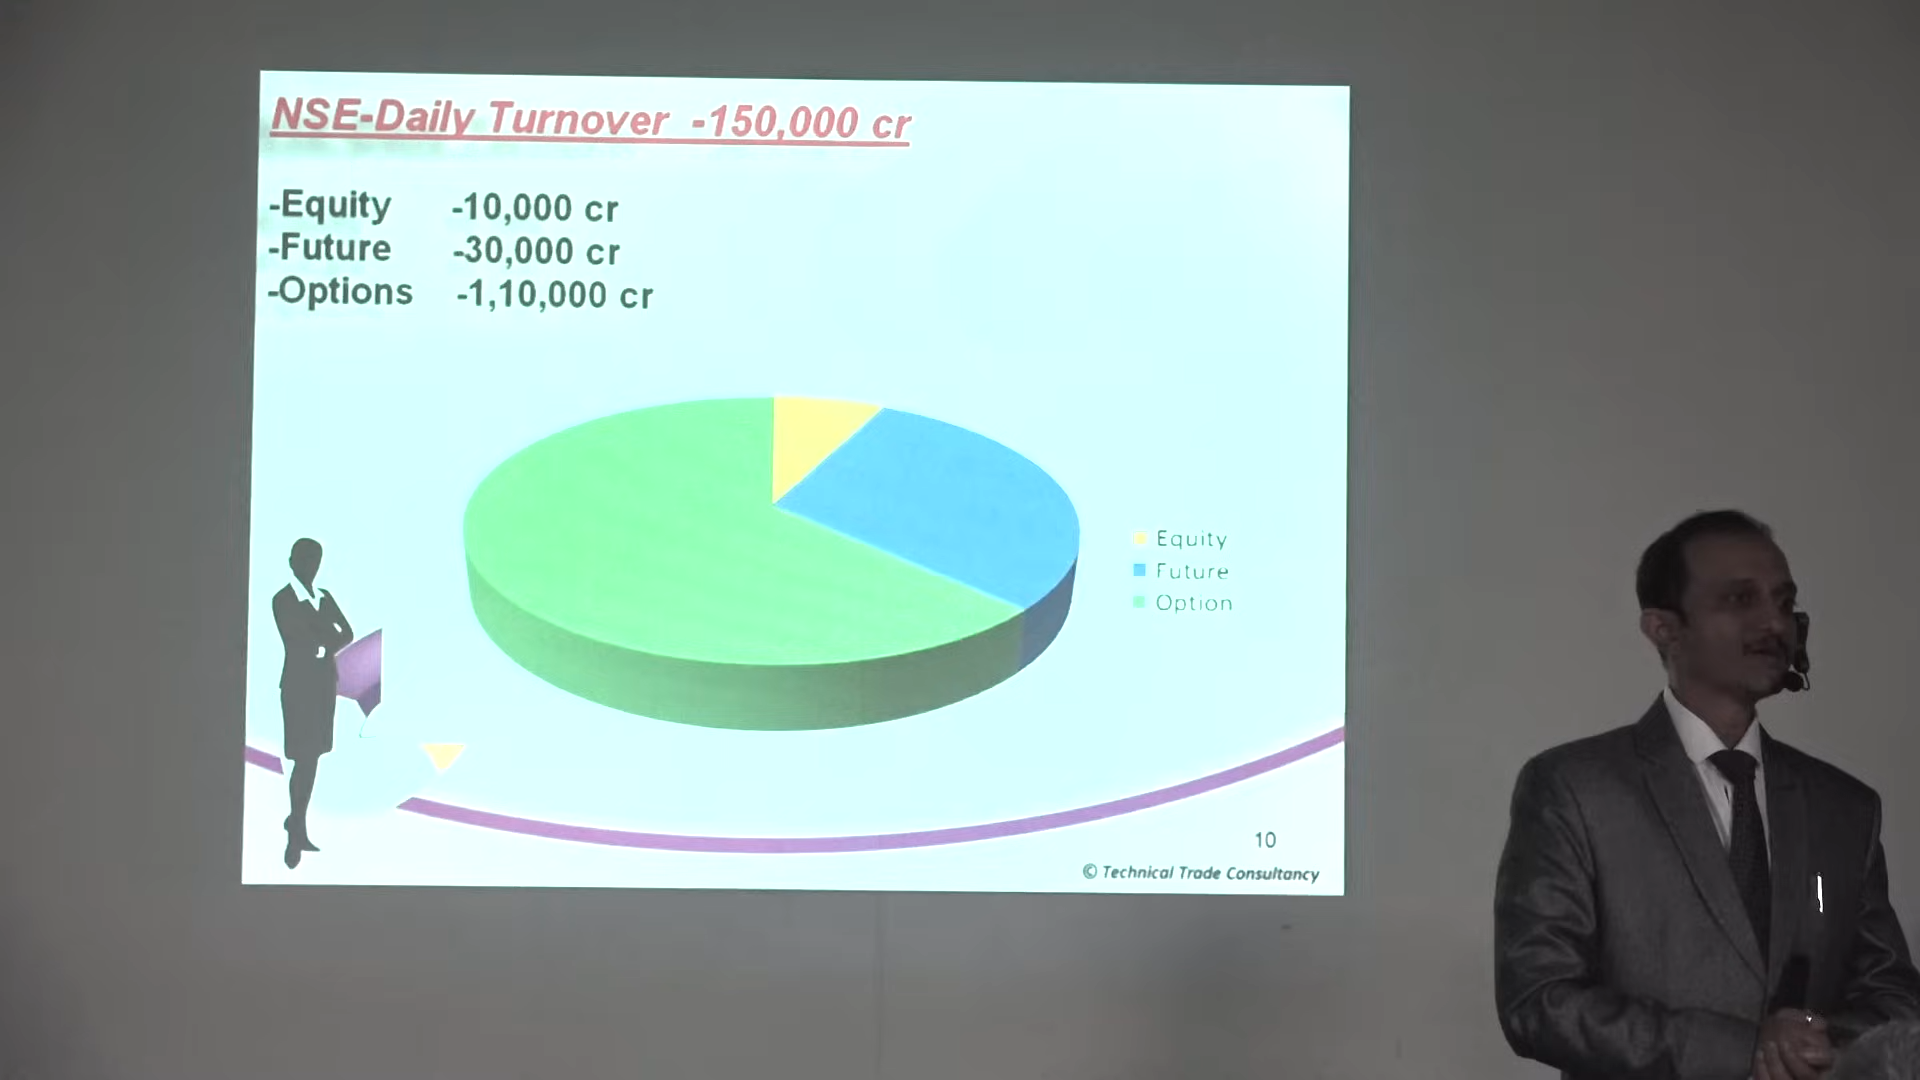 NSE-Daily Turnover -150,000 cr
-Equity -10,000 cr
-Future -30,000 cr
-Options -1,10,000 cr
Equity
Future
Option
10
© Technical Trade Consultancy